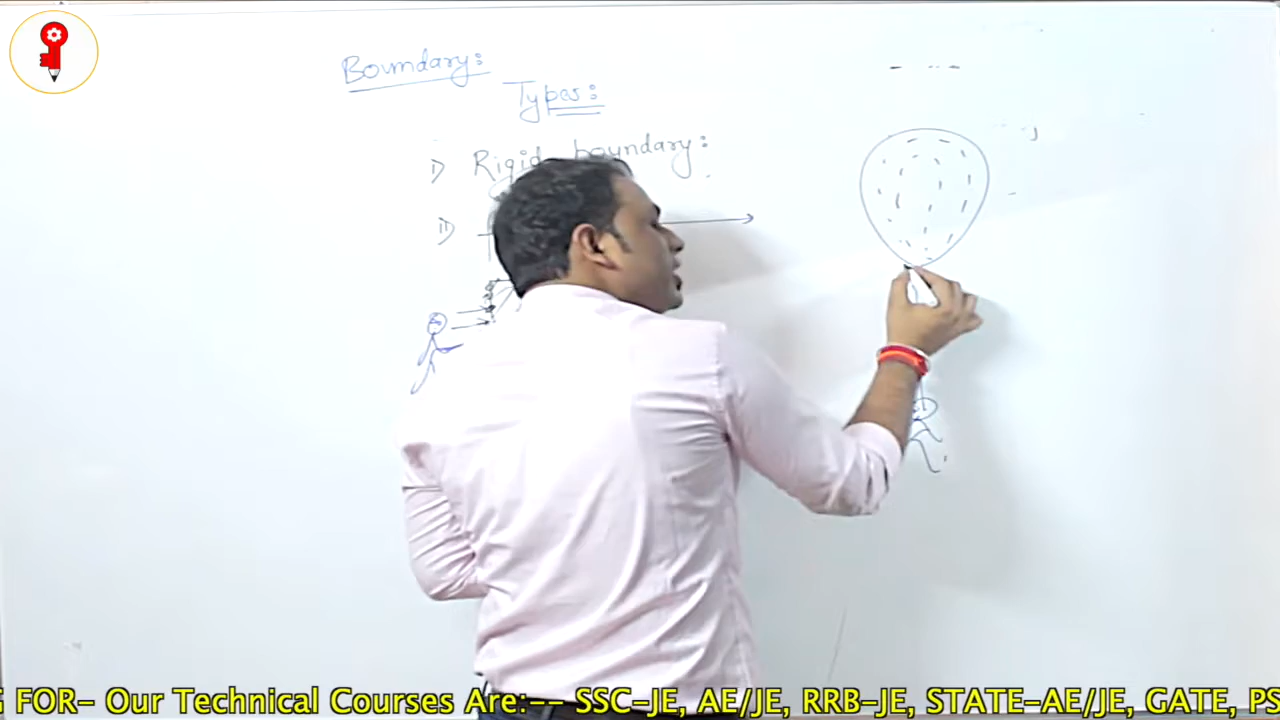 Boundary:
Types:
I) Rigid boundary:
II)
G FOR- Our Technical Courses Are:-- SSC-JE, AE/JE, RRB-JE, STATE-AE/JE, GATE, PS